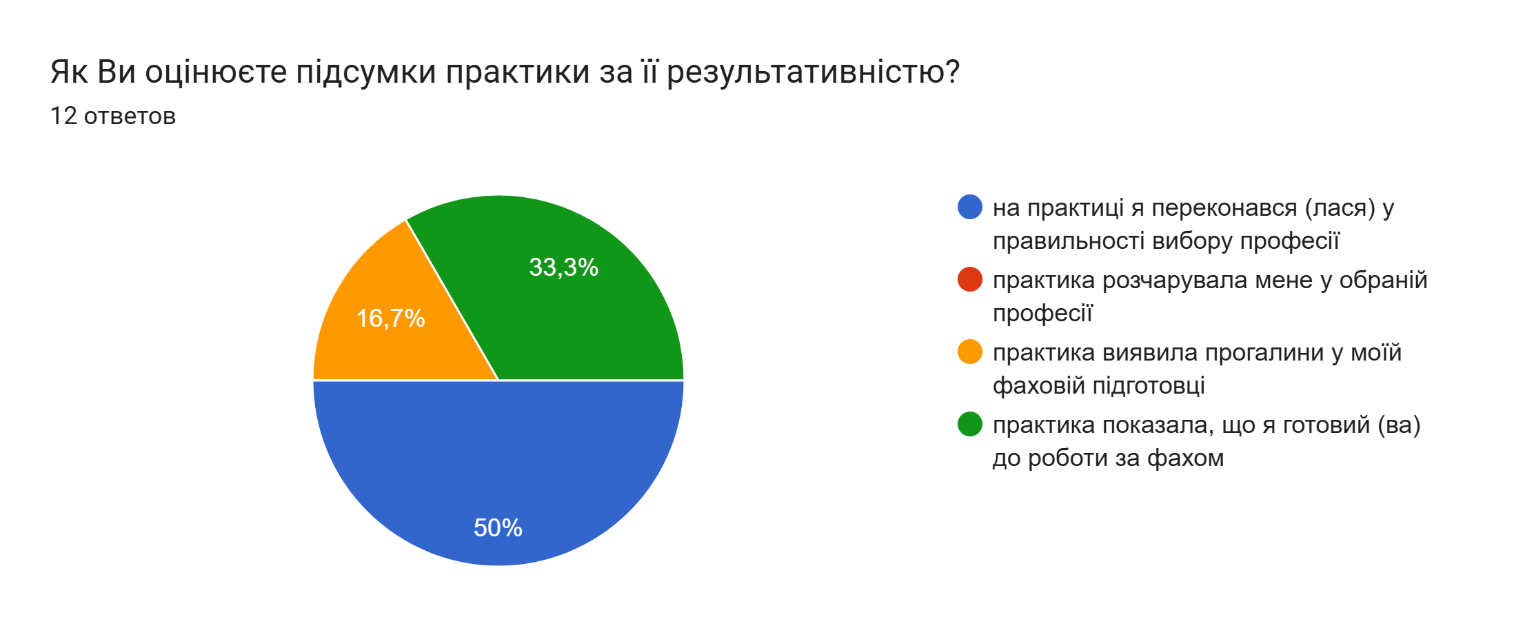 Як Ви оцінюєте підсумки практики за її результативністю?
12 ответов
33,3%
16,7%
50%
на практиці я переконався (лася) у
правильності вибору професії
практика розчарувала мене у обраній
професії
практика виявила прогалини у моїй
фаховій підготовці
практика показала, що я готовий (ва)
до роботи за фахом